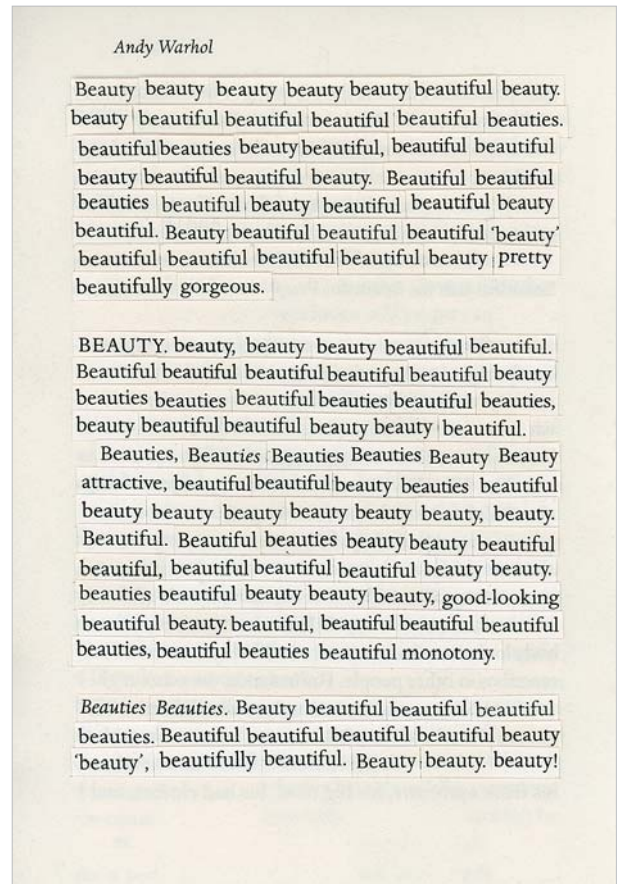 Andy Warhol
Beauty beauty beauty beauty beauty beautiful beauty.
beauty beautiful beautiful beautiful beautiful beauties.
beautiful beauties beauty beautiful, beautiful beautiful
beauty beautiful beautiful beauty. Beautiful beautiful
beauties beautiful beauty beautiful beautiful beauty
beautiful. Beauty beautiful beautiful beautiful ‘beauty’
beautiful beautiful beautiful beautiful beauty pretty
beautifully gorgeous.
BEAUTY. beauty, beauty beauty beautiful beautiful.
Beautiful beautiful beautiful beautiful beautiful beauty
beauties beauties beautiful beauties beautiful beauties,
beauty beautiful beautiful beauty beauty beautiful.
Beauties, Beauties Beauties Beauties Beauty Beauty
attractive, beautiful beautiful beauty beauties beautiful
beauty beauty beauty beauty beauty beauty, beauty.
Beautiful. Beautiful beauties beauty beauty beautiful
beautiful, beautiful beautiful beautiful beauty beauty.
beauties beautiful beauty beauty beauty, good-looking
beautiful beauty. beautiful, beautiful beautiful beautiful
beauties, beautiful beauties beautiful monotony.
Beauties Beauties. Beauty beautiful beautiful beautiful
beauties. Beautiful beautiful beautiful beautiful beauty
‘beauty’, beautifully beautiful. Beauty beauty. beauty!